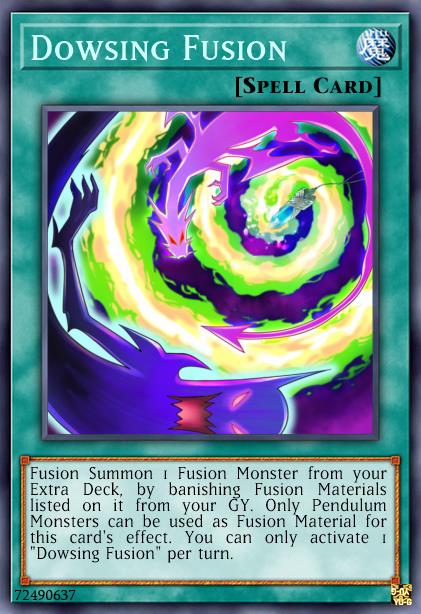 Dowsing Fusion
魔
[Spell Card]
Fusion Summon 1 Fusion Monster from your
Extra Deck, by banishing Fusion Materials
listed on it from your GY. Only Pendulum
Monsters can be used as Fusion Material for
this card's effect. You can only activate 1
"Dowsing Fusion" per turn.
72490637